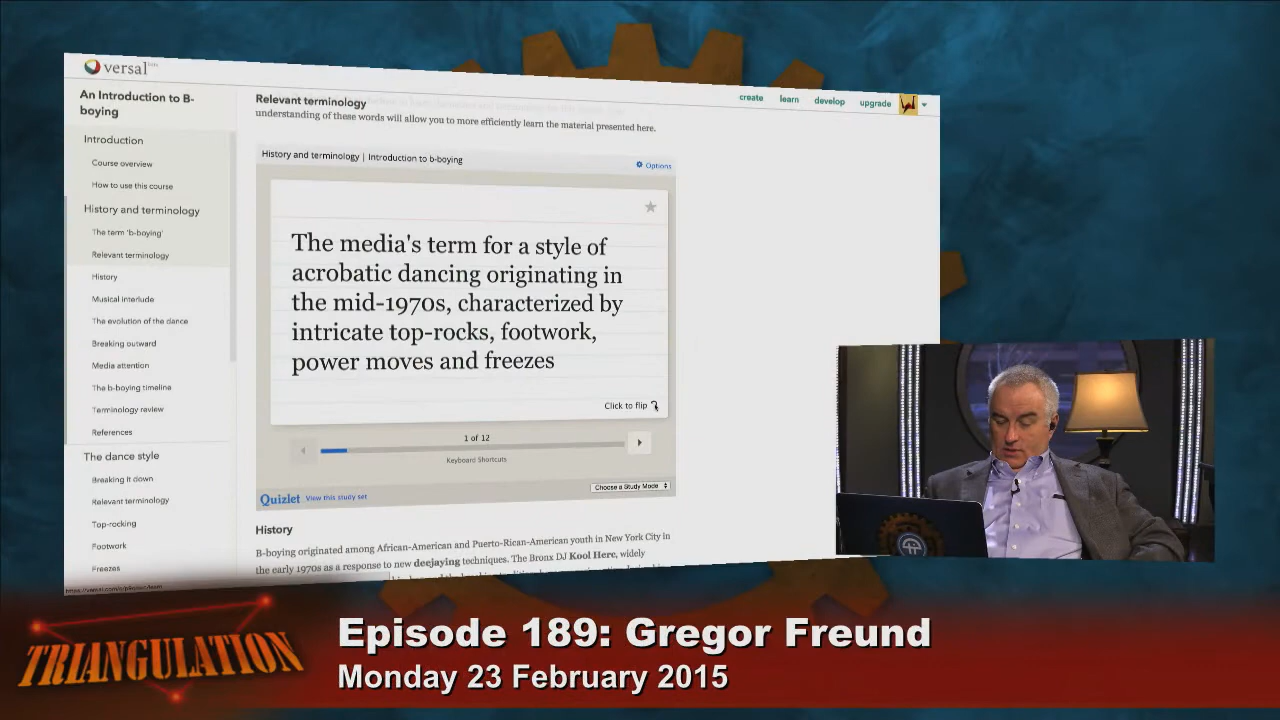 versal
create learn develop upgrade
An Introduction to B-
boying
Introduction
Course overview
How to use this course
History and terminology
The term 'b-boying'
Relevant terminology
History
Musical interlude
The evolution of the dance
Breaking outward
Media attention
The b-boying timeline
Terminology review
References
The dance style
Breaking it down
Relevant terminology
Top-rocking
Footwork
Freezes
Relevant terminology
understanding of these words will allow you to more efficiently learn the material presented here.
History and terminology | Introduction to b-boying
Options
The media's term for a style of
acrobatic dancing originating in
the mid-1970s, characterized by
intricate top-rocks, footwork,
power moves and freezes
Click to flip
1 of 12
Keyboard Shortcuts
Quizlet View this study set
Choose a Study Mode
History
B-boying originated among African-American and Puerto-Rican-American youth in New York City in
the early 1970s as a response to new deejaying techniques. The Bronx DJ Kool Herc, widely
TRIANGULATION
Episode 189: Gregor Freund
Monday 23 February 2015